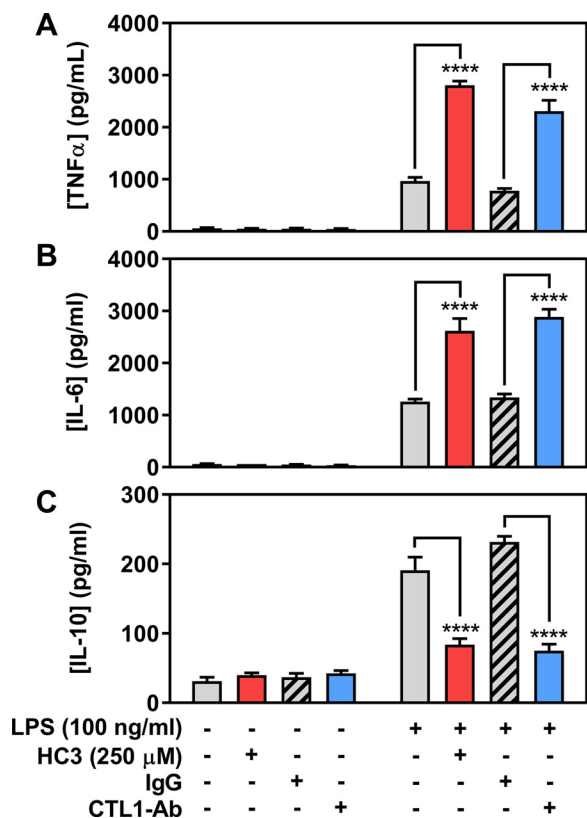 A
[TNFα] (pg/mL)
4000
3000
2000
1000
0
**** ****
B
[IL-6] (pg/ml)
4000
3000
2000
1000
0
**** ****
C
[IL-10] (pg/ml)
300
200
100
0
**** ****
LPS (100 ng/ml) - - - - + + + +
HC3 (250 μM) - + - - - + - -
IgG - - + - - - + -
CTL1-Ab - - - + - - - +